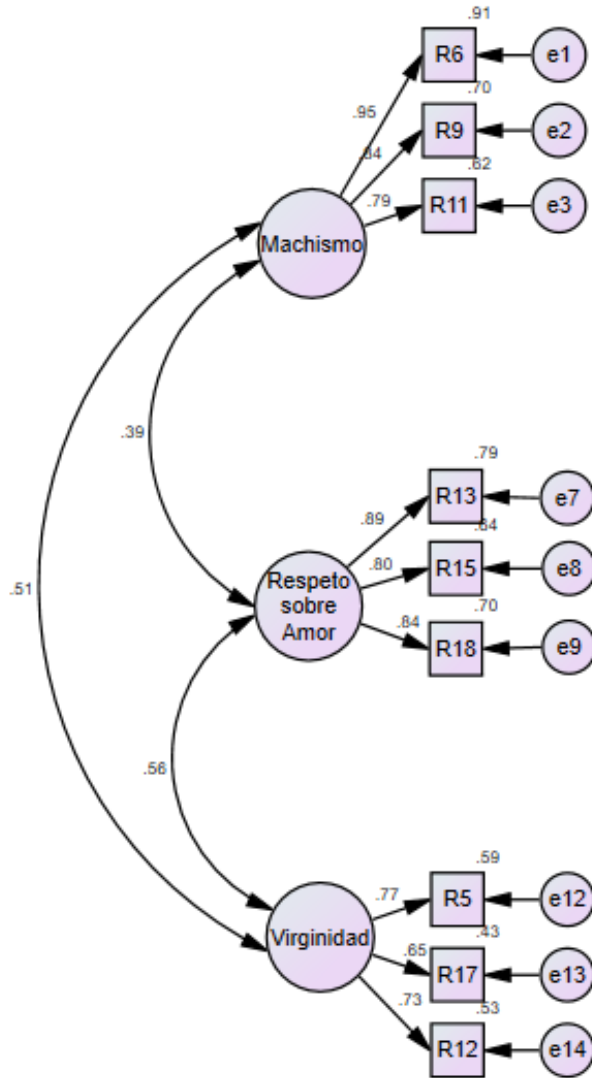 .91
R6
e1
.95
.70
R9
e2
.84
.62
R11
e3
.79
Machismo
.39
.51
.79
R13
e7
.89
.64
R15
e8
.80
.70
R18
e9
.84
Respeto
sobre
Amor
.56
.59
R5
e12
.77
.43
R17
e13
.65
.53
R12
e14
.73
Virginidad